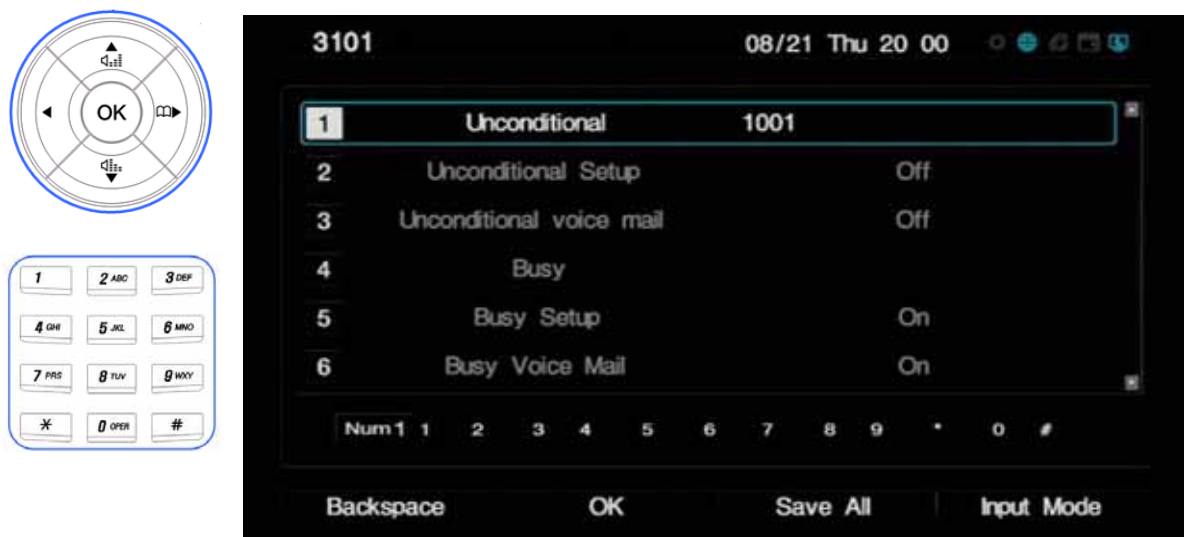 OK
1
2 ABC
3 DEF
4 GHI
5 JKL
6 MNO
7 PRS
8 TUV
9 WXY
*
0 OPER
#
3101 08/21 Thu 20 00
1 Unconditional 1001
2 Unconditional Setup Off
3 Unconditional voice mail Off
4 Busy
5 Busy Setup On
6 Busy Voice Mail On
Num 1 1 2 3 4 5 6 7 8 9 * 0 #
Backspace OK Save All Input Mode